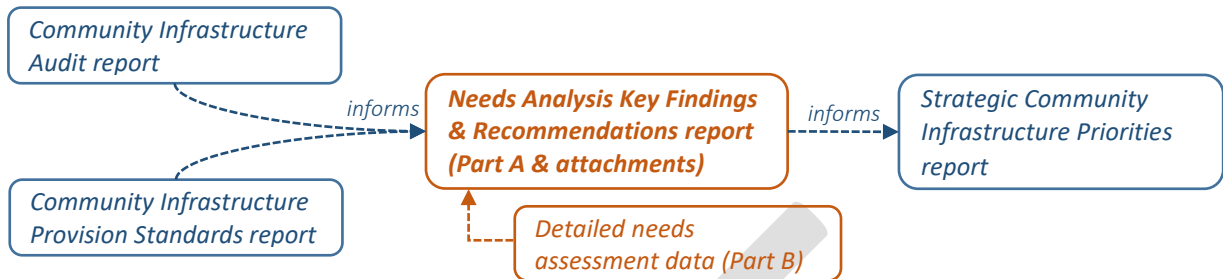 Community Infrastructure
Audit report
informs
Needs Analysis Key Findings
& Recommendations report
(Part A & attachments)
informs
Strategic Community
Infrastructure Priorities
report
Community Infrastructure
Provision Standards report
Detailed needs
assessment data (Part B)